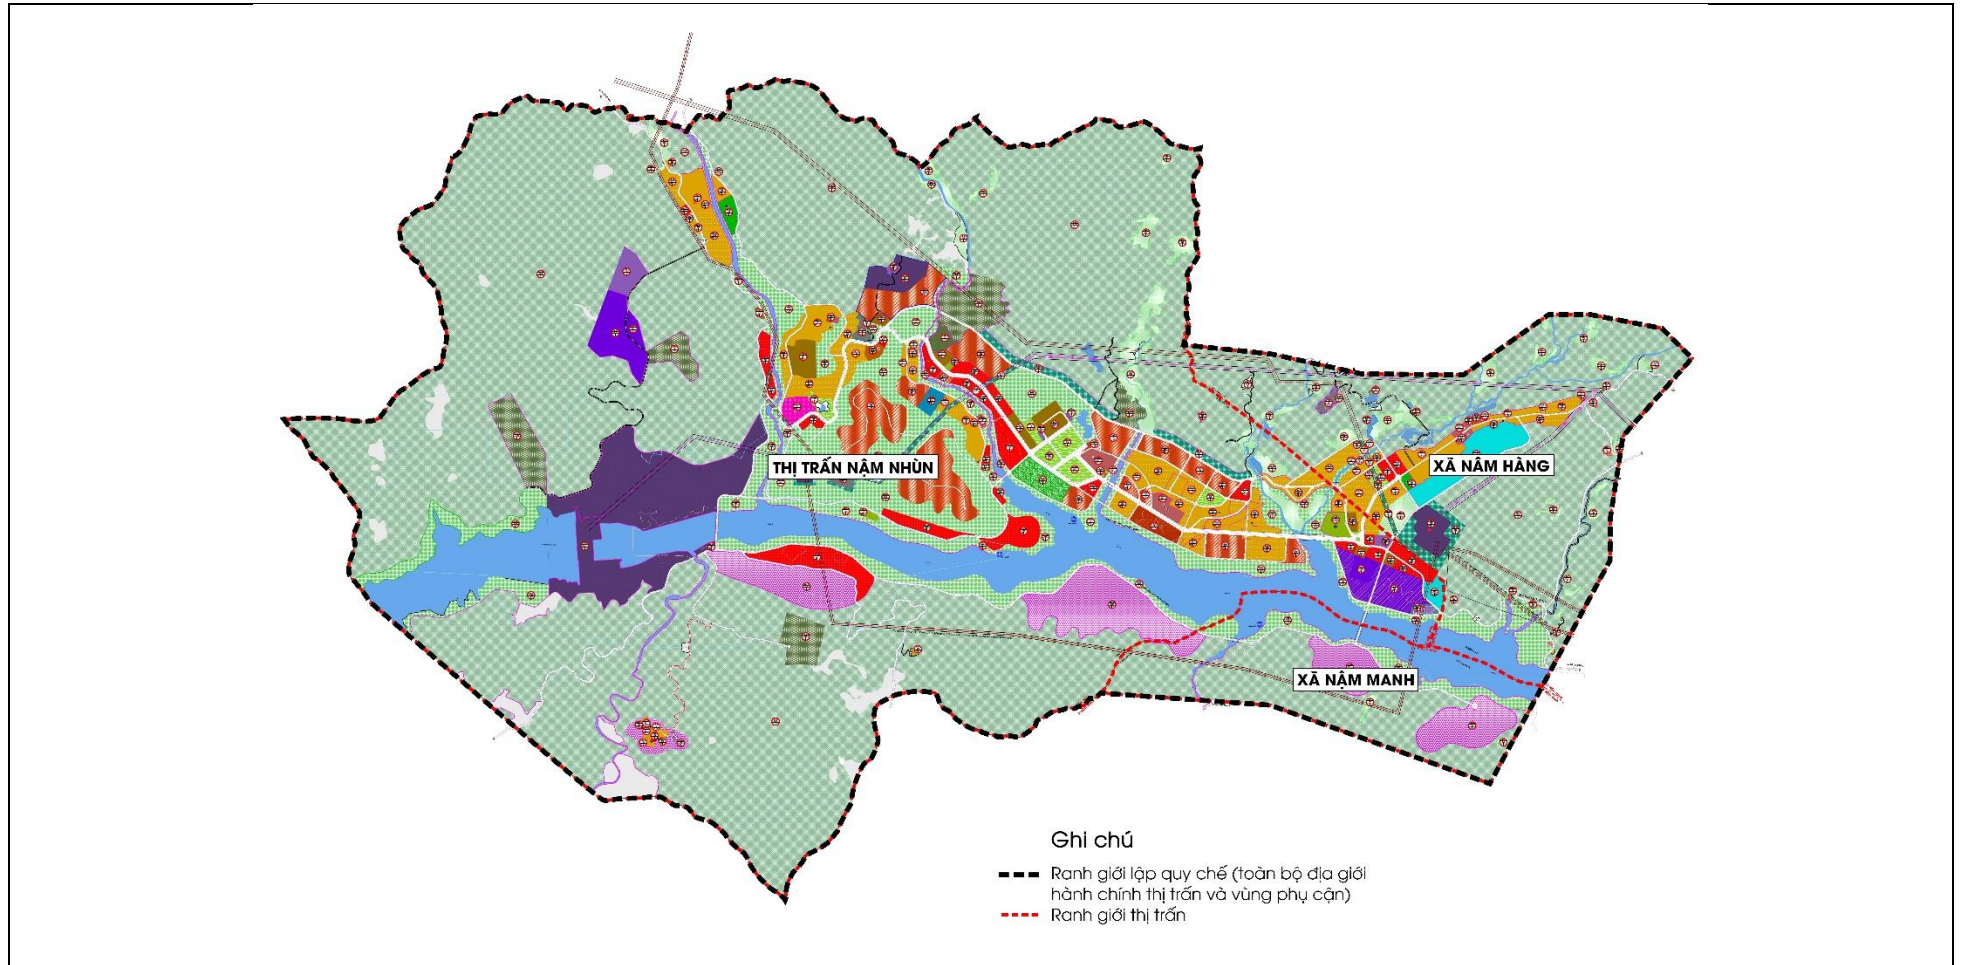 THỊ TRẤN NẬM NHÙN
XÃ NẬM HÀNG
XÃ NẬM MANH
Ghi chú
Ranh giới lập quy chế (toàn bộ địa giới
hành chính thị trấn và vùng phụ cận)
Ranh giới thị trấn